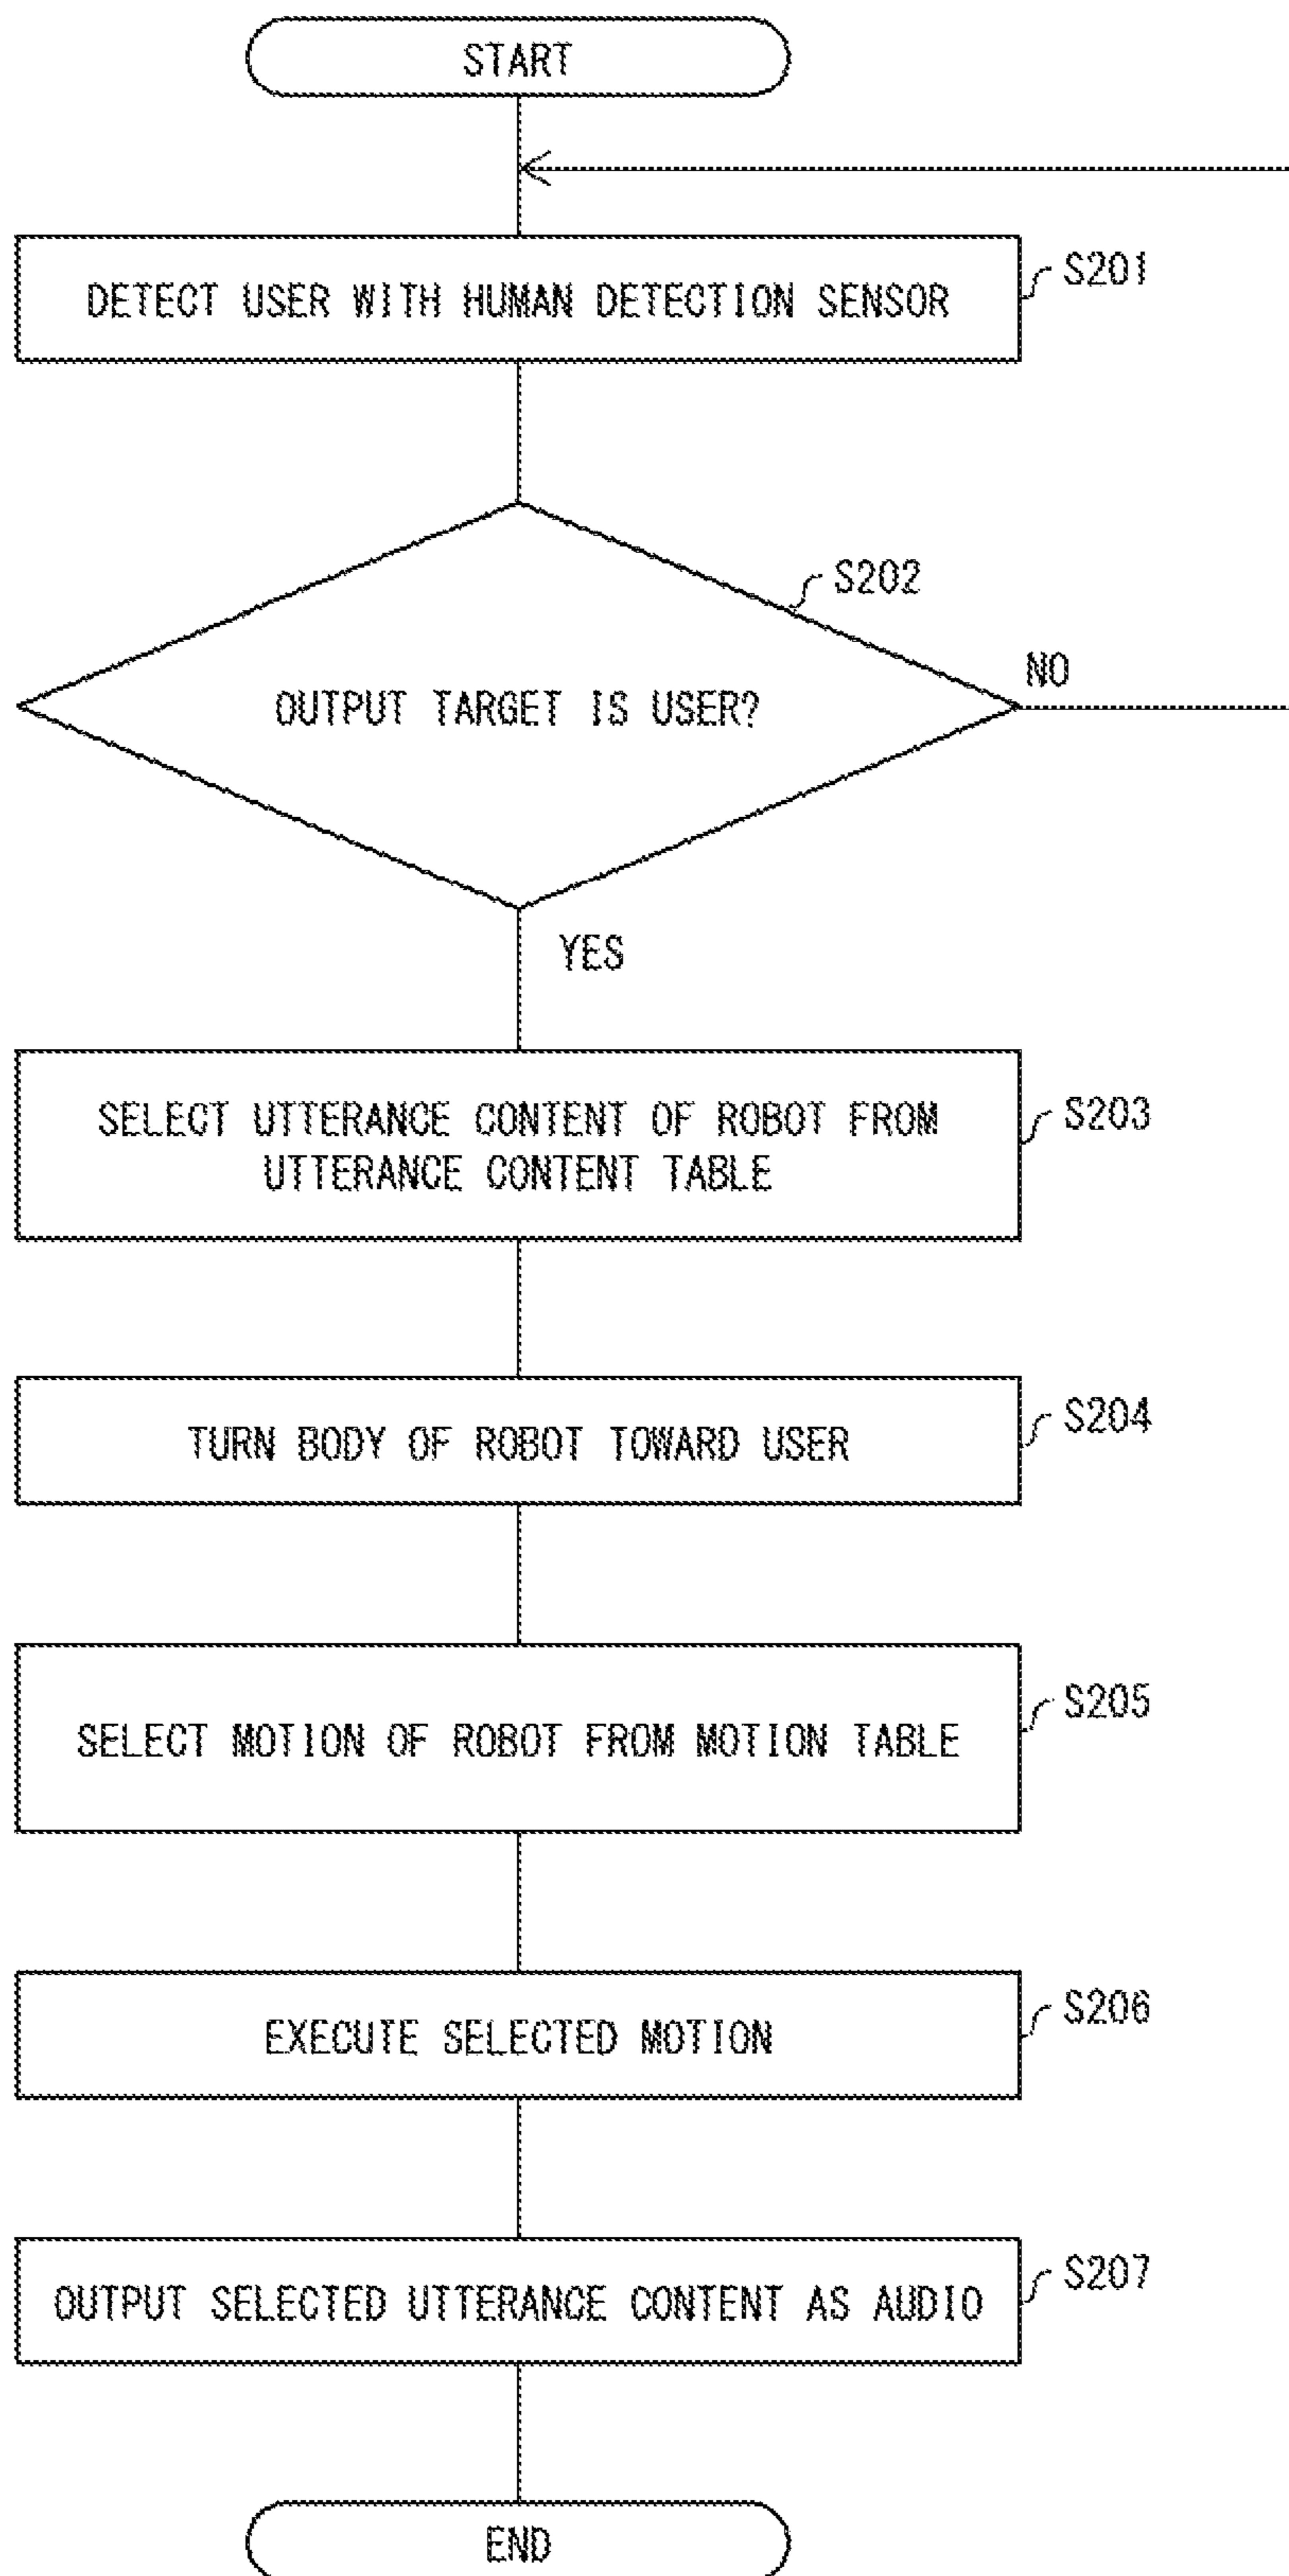 START
DETECT USER WITH HUMAN DETECTION SENSOR
S201
S202
OUTPUT TARGET IS USER?
NO
YES
SELECT UTTERANCE CONTENT OF ROBOT FROM
UTTERANCE CONTENT TABLE
S203
TURN BODY OF ROBOT TOWARD USER
S204
SELECT MOTION OF ROBOT FROM MOTION TABLE
S205
EXECUTE SELECTED MOTION
S206
OUTPUT SELECTED UTTERANCE CONTENT AS AUDIO
S207
END